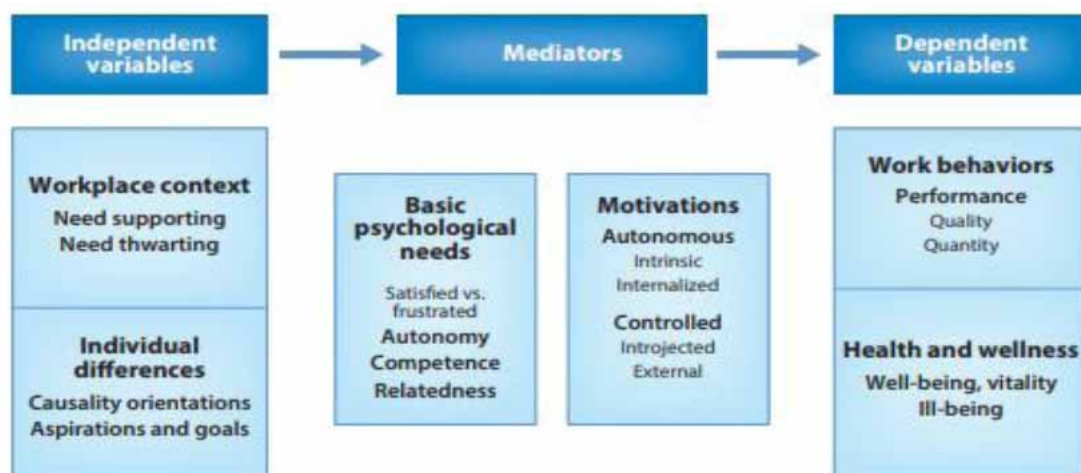 Independent
variables
Mediators
Dependent
variables
Workplace context
Need supporting
Need thwarting
Individual
differences
Causality orientations
Aspirations and goals
Basic
psychological
needs
Satisfied vs.
frustrated
Autonomy
Competence
Relatedness
Motivations
Autonomous
Intrinsic
Internalized
Controlled
Introjected
External
Work behaviors
Performance
Quality
Quantity
Health and wellness
Well-being, vitality
Ill-being